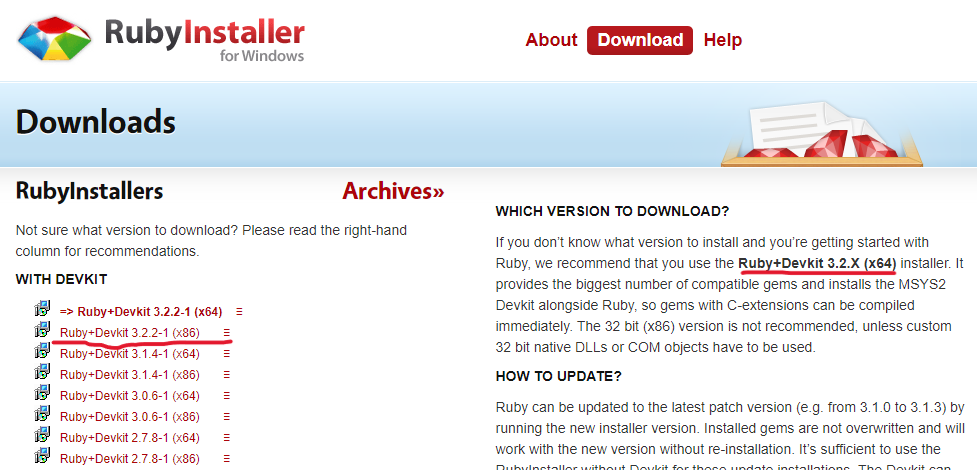 RubyInstaller
for Windows
About Download Help
Downloads
RubyInstallers Archives»
Not sure what version to download? Please read the right-hand
column for recommendations.
WITH DEVKIT
=> Ruby+Devkit 3.2.2-1 (x64)
Ruby+Devkit 3.2.2-1 (x86)
Ruby+Devkit 3.1.4-1 (x64)
Ruby+Devkit 3.1.4-1 (x86)
Ruby+Devkit 3.0.6-1 (x64)
Ruby+Devkit 3.0.6-1 (x86)
Ruby+Devkit 2.7.8-1 (x64)
Ruby+Devkit 2.7.8-1 (x86)
WHICH VERSION TO DOWNLOAD?
If you don't know what version to install and you're getting started with
Ruby, we recommend that you use the Ruby+Devkit 3.2.X (x64) installer. It
provides the biggest number of compatible gems and installs the MSYS2
Devkit alongside Ruby, so gems with C-extensions can be compiled
immediately. The 32 bit (x86) version is not recommended, unless custom
32 bit native DLLs or COM objects have to be used.
HOW TO UPDATE?
Ruby can be updated to the latest patch version (e.g. from 3.1.0 to 3.1.3) by
running the new installer version. Installed gems are not overwritten and will
work with the new version without re-installation. It's sufficient to use the
RubyInstaller without Devkit for these update installations. The Devkit can